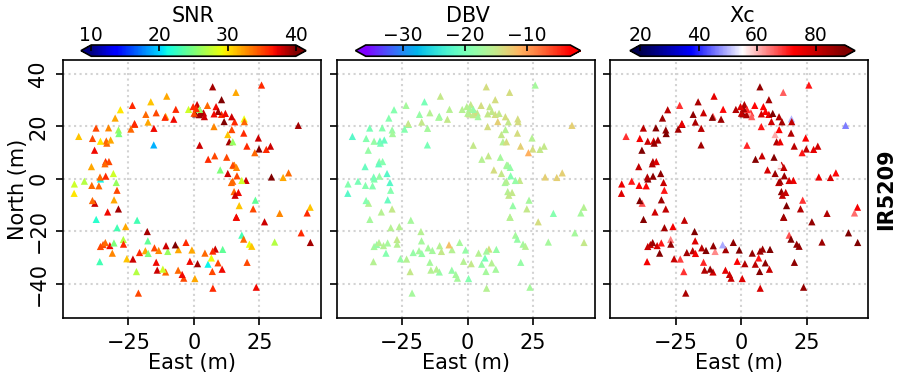 SNR DBV Xc
10 20 30 40 −30 −20 −10 20 40 60 80
40
20
0
−20
−40
North (m)
−25 0 25 −25 0 25 −25 0 25
East (m) East (m) East (m)
IR5209